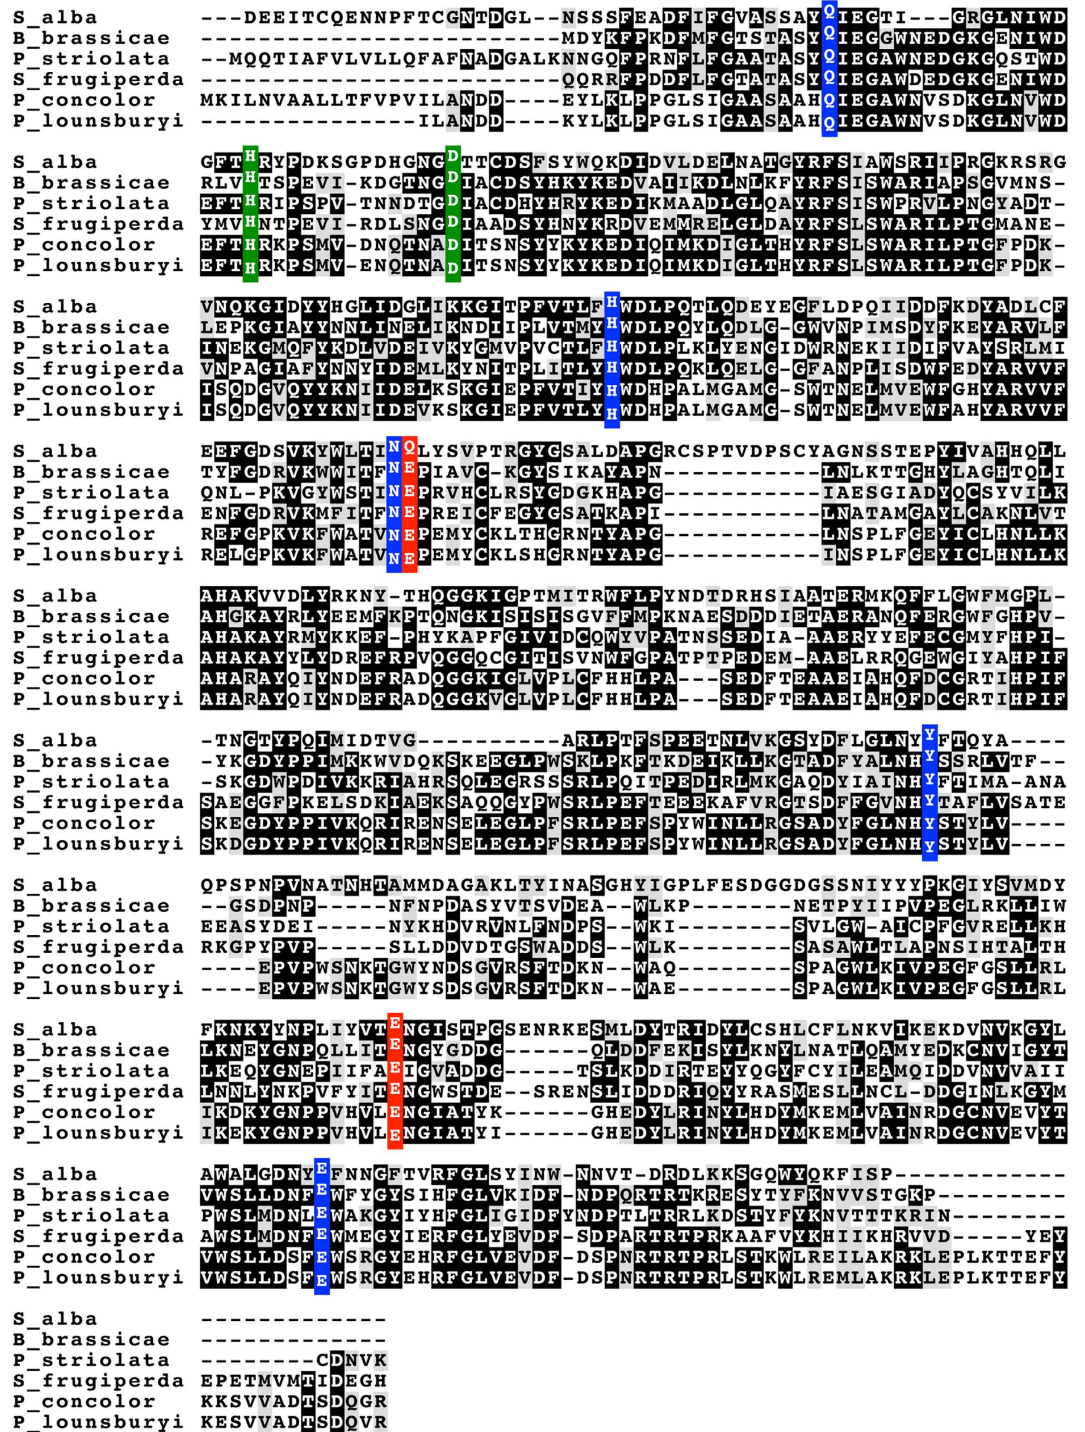 S_alba ---DEEITCQENNPFTCGNTDGL--NSSSFEADFIFGVASSAYQIEGTI---GRGLNIWD
B_brassicae -------------------------MDYKFPKDFMFGTSTASYQIEGGWNEDGKGENIWD
P_striolata --MQQTIAFVLVLLQFAFNADGALKNNGQFPRNFLFGAATASYQIEGAWNEDGKGQSTWD
S_frugiperda -------------------------QQRRFPDDFLFGTATASYQIEGAWDEDGKGENIWD
P_concolor MKILNVAALLTFVPVILANDD----EYLKLPPGLSIGAASAAHQIEGAWNVSDKGLNVWD
P_lounsburyi ---------------ILANDD----KYLKLPPGLSIGAASAAHQIEGAWNVSDKGLNVWD
S_alba GFTHRYPDKSGPDHGNGDTTCDSFSYWQKDIDVLDELNATGYRFSIAWSRIIPRGKRSRG
B_brassicae RLVHTSPEVI-KDGTNGDIACDSYHKYKEDVAIIKDLNLKFYRFSISWARIAPSGVMNS-
P_striolata EFTHRIPSPV-TNNDTGDIACDHYHRYKEDIKMAADLGLQAYRFSISWPRVLPNGYADT-
S_frugiperda YMVHNTPEVI-RDLSNGDIAADSYHNYKRDVEMMRELGLDAYRFSLSWARILPTGMANE-
P_concolor EFTHRKPSMV-DNQTNADITSNSYYKYKEDIQIMKDIGLTHYRFSLSWARILPTGFPDK-
P_lounsburyi EFTHRKPSMV-ENQTNADITSNSYYKYKEDIQIMKDIGLTHYRFSLSWARILPTGFPDK-
S_alba VNQKGIDYYHGLIDGLIKKGITPFVTLFHWDLPQTLQDEYEGFLDPQIIDDFKDYADLCF
B_brassicae LEPKGIAYYNNLINELIKNDIIPLVTMYHWDLPQYLQDLG-GWVNPIMSDYFKEYARVLF
P_striolata INEKGMQFYKDLVDEIVKYGMVPVCTLFHWDLPLKLYENGIDWRNEKIIDIFVAYSRLMI
S_frugiperda VNPAGIAFYNNYIDEMLKYNITPLITLYHWDLPQKLQELG-GFANPLISDWFEDYARVVF
P_concolor ISQDGVQYYKNIIDELKSKGIEPFVTIYHWDHPALMGAMG-SWTNELMVEWFGHYARVVF
P_lounsburyi ISQDGVQYYKNIIDEVKSKGIEPFVTLYHWDHPALMGAMG-SWTNELMVEWFAHYARVVF
S_alba EEFGDSVKYWLTINQLYSVPTRGYGSALDAPGRCSPTVDPSCYAGNSSTEPYIVAHHQLL
B_brassicae TYFGDRVKWWITFNEPIAVC-KGYSIKAYAPN-----------LNLKTTGHYLAGHTQLI
P_striolata QNL-PKVGYWSTINEPRVHCLRSYGDGKHAPG-----------IAESGIADYQCSYVILK
S_frugiperda ENFGDRVKMFITFNEPREICFEGYGSATKAPI-----------LNATAMGAYLCAKNLVT
P_concolor REFGPKVKFWATVNEPEMYCKLTHGRNTYAPG-----------LNSPLFGEYICLHNLLK
P_lounsburyi RELGPKVKFWATVNEPEMYCKLSHGRNTYAPG-----------INSPLFGEYICLHNLLK
S_alba AHAKVVDLYRKNY-THQGGKIGPTMITRWFLPYNDTDRHSIAATERMKQFFLGWFMGPL-
B_brassicae AHGKAYRLYEEMFKPTQNGKISISISGVFFMPKNAESDDDIETAERANQFERGWFGHPV-
P_striolata AHAKAYRMYKKEF-PHYKAPFGIVIDCQWYVPATNSSEDIA-AAERYYEFECGMYFHPI-
S_frugiperda AHAKAYYLYDREFRPVQGGQCGITISVNWFGPATPTPEDEM-AAELRRQGEWGIYAHPIF
P_concolor AHARAYQIYNDEFRADQGGKIGLVPLCFHHLPA---SEDFTEAAEIAHQFDCGRTIHPIF
P_lounsburyi AHARAYQIYNDEFRADQGGKVGLVPLCFHHLPA---SEDFTEAAEIAHQFDCGRTIHPIF
S_alba -TNGTYPQIMIDTVG----------ARLPTFSPEETNLVKGSYDFLGLNYYFTQYA----
B_brassicae -YKGDYPPIMKKWVDQKSKEEGLPWSKLPKFTKDEIKLLKGTADFYALNHYSSRLVTF--
P_striolata -SKGDWPDIVKKRIAHRSQLEGRSSSRLPQITPEDIRLMKGAQDYIAINHYFTIMA-ANA
S_frugiperda SAEGGFPKELSDKIAEKSAQQGYPWSRLPEFTEEEKAFVRGTSDFFGVNHYTAFLVSATE
P_concolor SKEGDYPPIVKQRIRENSELEGLPFSRLPEFSPYWINLLRGSADYFGLNHYSTYLV----
P_lounsburyi SKDGDYPPIVKQRIRENSELEGLPFSRLPEFSPYWINLLRGSADYFGLNHYSTYLV----
S_alba QPSPNPVNATNHTAMMDAGAKLTYINASGHYIGPLFESDGGDGSSNIYYYPKGIYSVMDY
B_brassicae --GSDPNP-----NFNPDASYVTSVDEA--WLKP-------NETPYIIPVPEGLRKLLIW
P_striolata EEASYDEI-----NYKHDVRVNLFNDPS--WKI--------SVLGW-AICPFGVRELLKH
S_frugiperda RKGPYPVP-----SLLDDVDTGSWADDS--WLK--------SASAWLTLAPNSIHTALTH
P_concolor ----EPVPWSNKTGWYNDSGVRSFTDKN--WAQ--------SPAGWLKIVPEGFGSLLRL
P_lounsburyi ----EPVPWSNKTGWYSDSGVRSFTDKN--WAE--------SPAGWLKIVPEGFGSLLRL
S_alba FKNKYYNPLIYVTENGISTPGSENRKESMLDYTRIDYLCSHLCFLNKVIKEKDVNVKGYL
B_brassicae LKNEYGNPQLLITENGYGDDG------QLDDFEKISYLKNYLNATLQAMYEDKCNVIGYT
P_striolata LKEQYGNEPIIFAEIGVADDG-----TSLKDDIRTEYYQGYFCYILEAMQIDDVNVVAII
S_frugiperda LNNLYNKPVFYITENGWSTDE--SRENSLIDDDRIQYYRASMESLLNCL-DDGINLKGYM
P_concolor IKDKYGNPPVHVLENGIATYK------GHEDYLRINYLHDYMKEMLVAINRDGCNVEVYT
P_lounsburyi IKEKYGNPPVHVLENGIATYI------GHEDYLRINYLHDYMKEMLVAINRDGCNVEVYT
S_alba AWALGDNYEFNNGFTVRFGLSYINW-NNVT-DRDLKKSGQWYQKFISP------------
B_brassicae VWSLLDNFEWFYGYSIHFGLVKIDF-NDPQRTRTKRESYTYFKNVVSTGKP---------
P_striolata PWSLMDNLEWAKGYIYHFGLIGIDFYNDPTLTRRLKDSTYFYKNVTTTKRIN--------
S_frugiperda AWSLMDNFEWMEGYIERFGLYEVDF-SDPARTRTPRKAAFVYKHIIKHRVVD-----YEY
P_concolor VWSLLDSFEWSRGYEHRFGLVEVDF-DSPNRTRTPRLSTKWLREILAKRKLEPLKTTEFY
P_lounsburyi VWSLLDSFEWSRGYEHRFGLVEVDF-DSPNRTRTPRLSTKWLREMLAKRKLEPLKTTEFY
S_alba -------------
B_brassicae -------------
P_striolata --------CDNVK
S_frugiperda EPETMVMTIDEGH
P_concolor KKSVVADTSDQGR
P_lounsburyi KESVVADTSDQVR